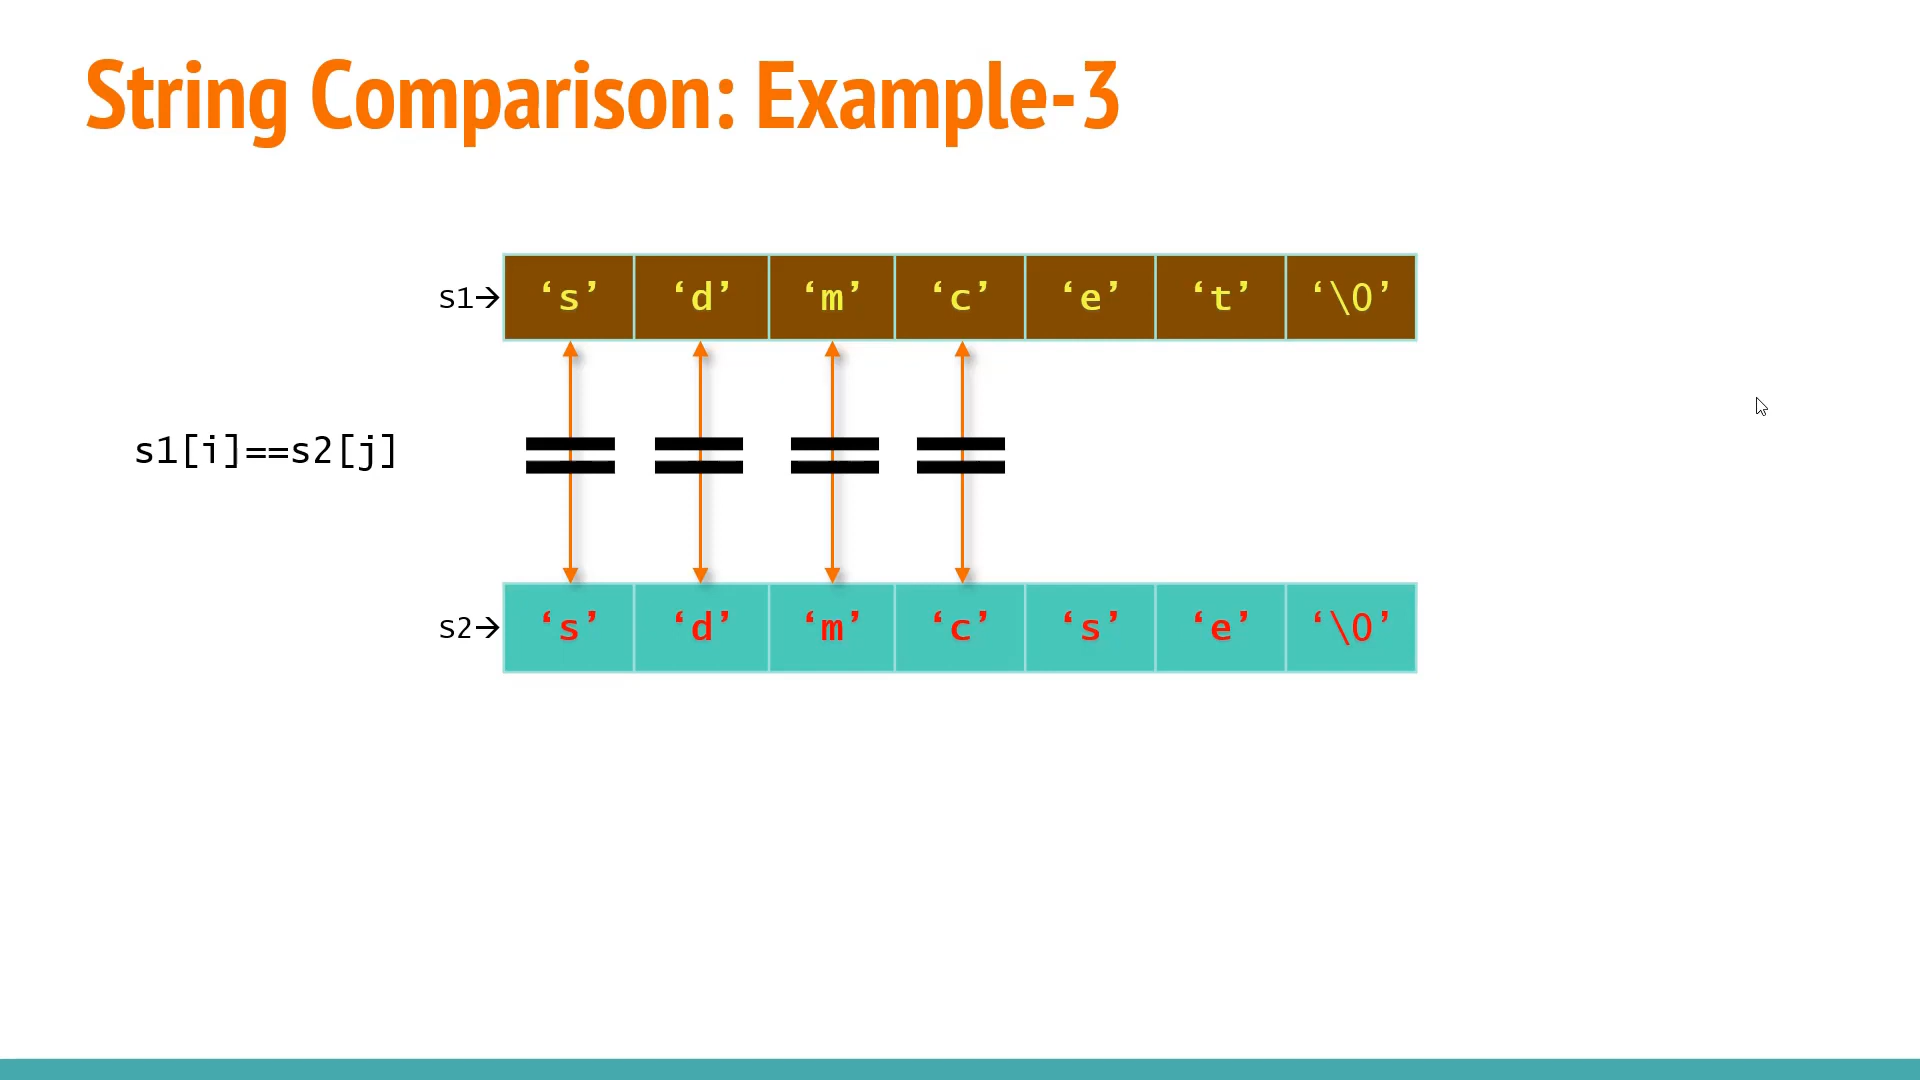 String Comparison: Example-3
s1→ ‘s’ ‘d’ ‘m’ ‘c’ ‘e’ ‘t’ ‘\0’
s1[i]==s2[j]
s2→ ‘s’ ‘d’ ‘m’ ‘c’ ‘s’ ‘e’ ‘\0’